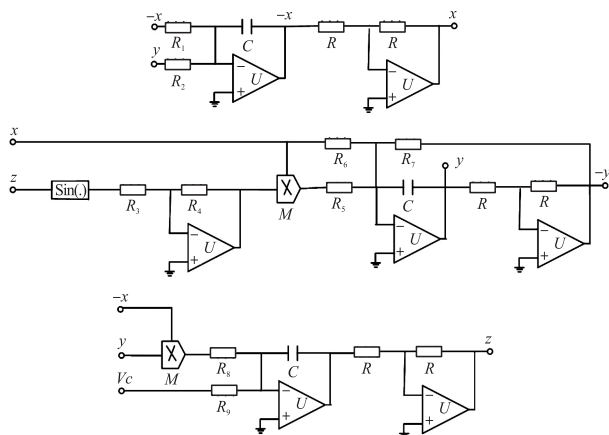 −x −x x
R₁ C R R
y
R₂ − U + − U +
x
R₆ R₇ y
z Sin(.) −y
R₃ R₄ M R₅ C R R
− U + − U + − U +
−x
y z
M R₈ C R R
Vc
R₉ − U + − U +